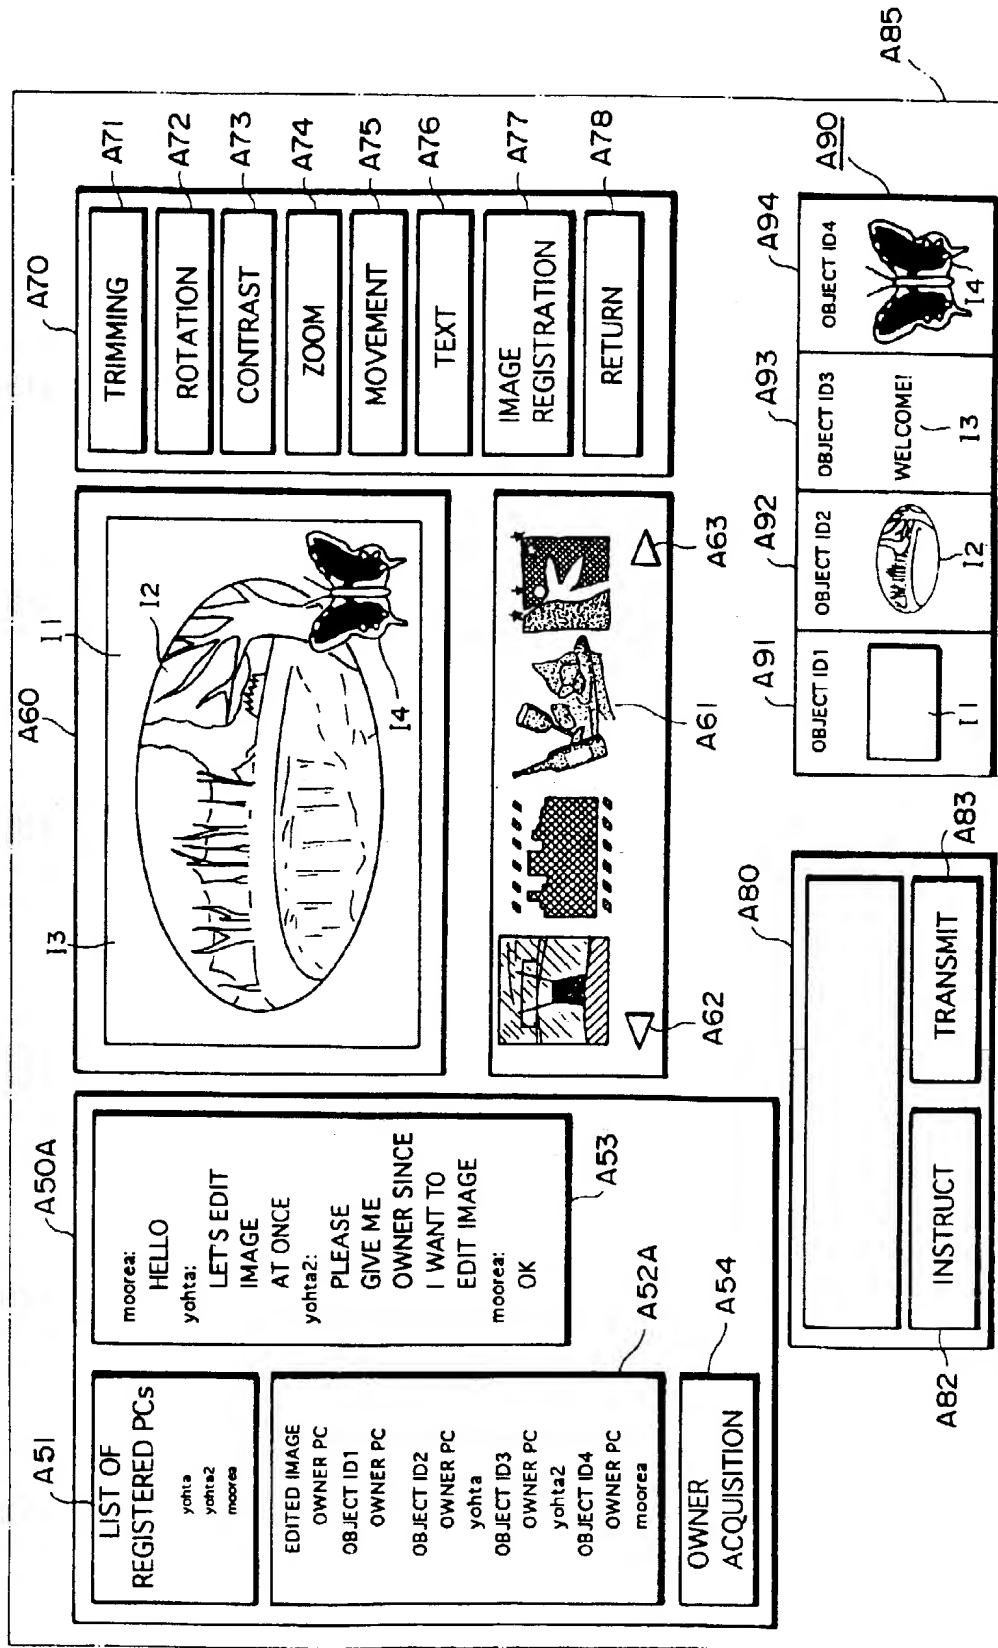 A50A
A51
LIST OF
REGISTERED PCs
yohta
yohta2
moorea
EDITED IMAGE
OWNER PC
OBJECT ID1
OWNER PC
OBJECT ID2
OWNER PC
yohta
OBJECT ID3
OWNER PC
yohta2
OBJECT ID4
OWNER PC
moorea
A52A
OWNER
ACQUISITION
A54
moorea:
HELLO
yohta:
LET'S EDIT
IMAGE
AT ONCE
yohta2:
PLEASE
GIVE ME
OWNER SINCE
I WANT TO
EDIT IMAGE
moorea:
OK
A53
A60
I3
I1
I2
I4
A62
A61
A63
A70
TRIMMING
A71
ROTATION
A72
CONTRAST
A73
ZOOM
A74
MOVEMENT
A75
TEXT
A76
IMAGE
REGISTRATION
A77
RETURN
A78
A80
INSTRUCT
A82
TRANSMIT
A83
A91
OBJECT ID1
I1
A92
OBJECT ID2
I2
A93
OBJECT ID3
WELCOME!
I3
A94
OBJECT ID4
I4
A90
A85